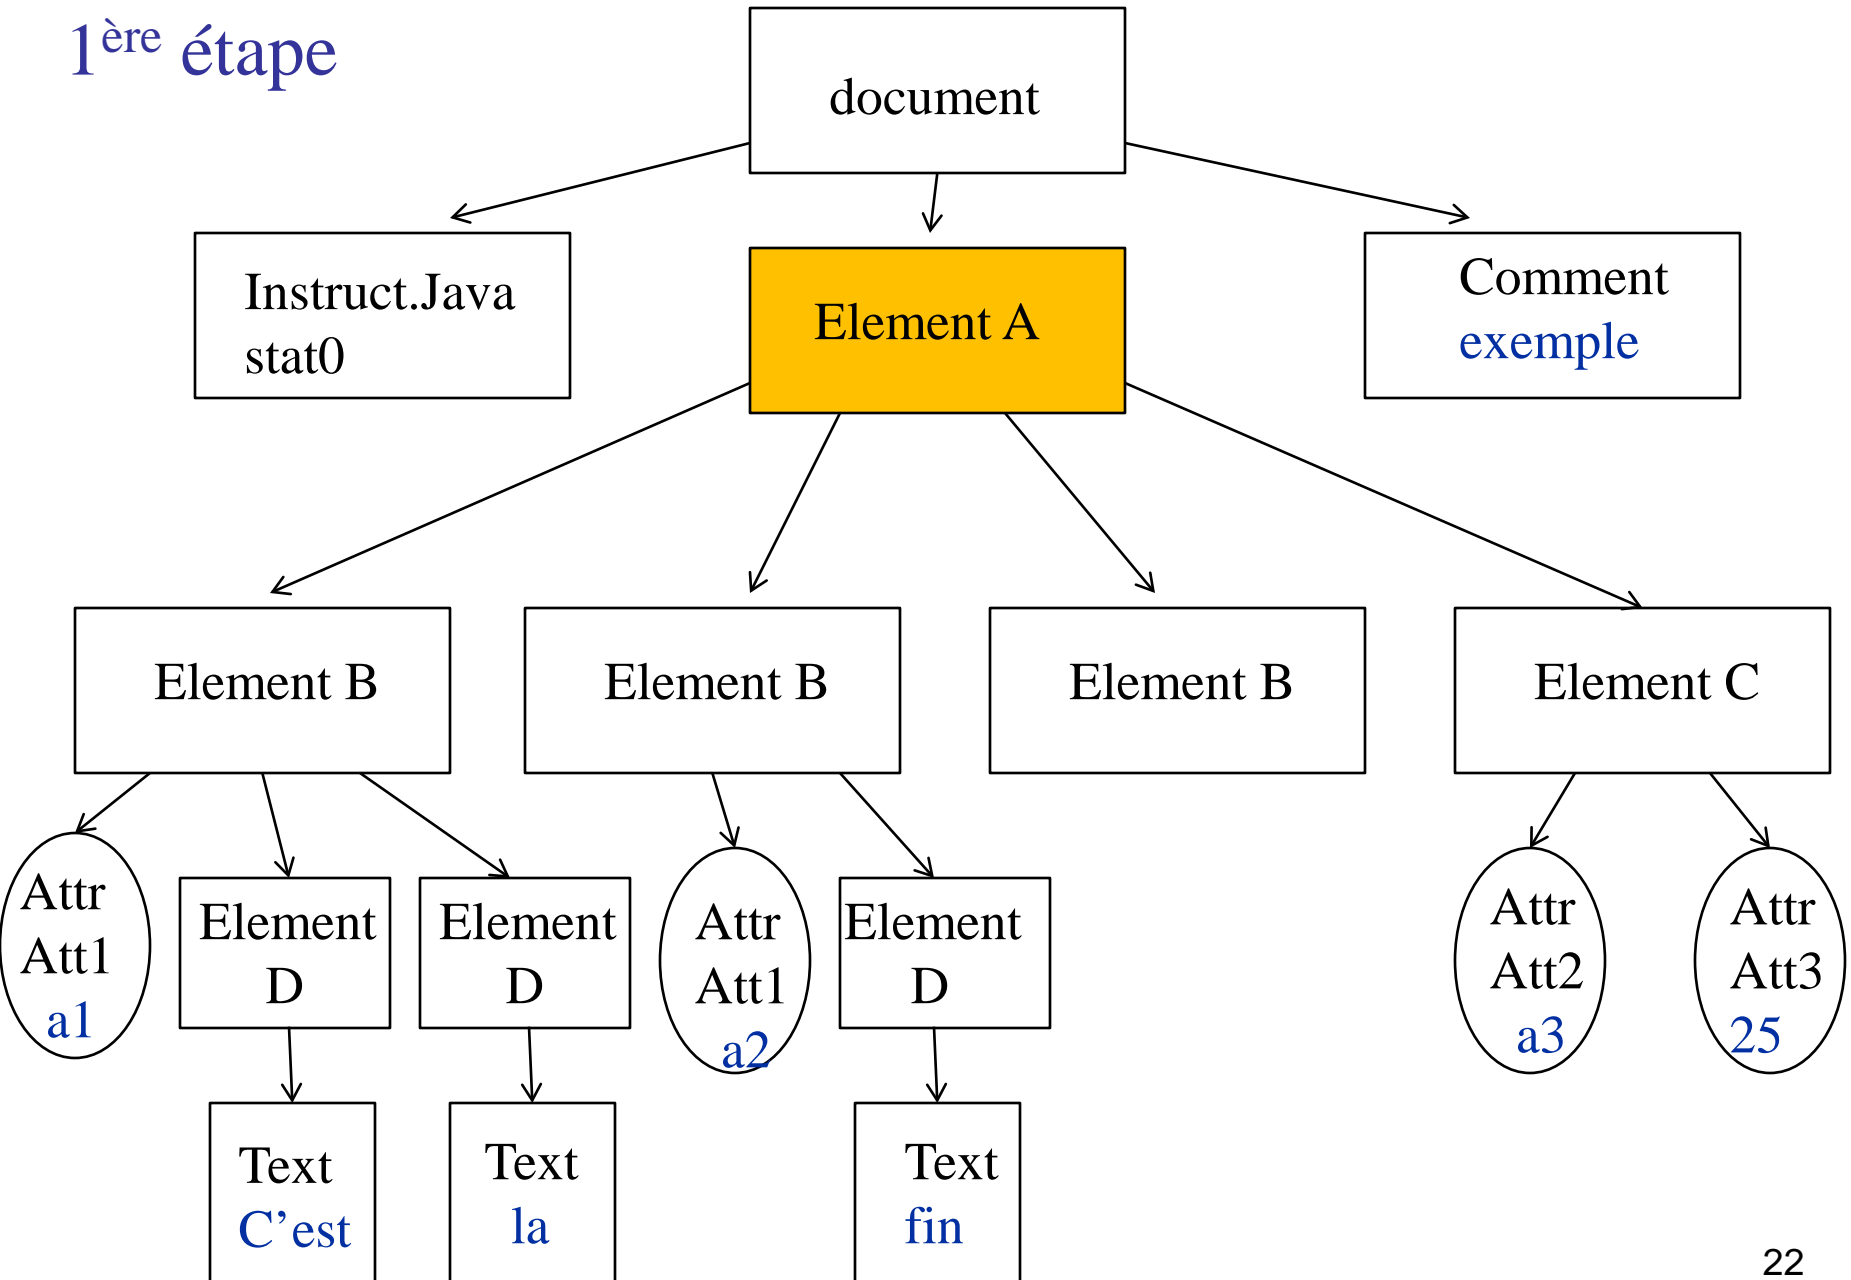 1ère étape
document
Instruct.Java
stat0
Element A
Comment
exemple
Element B
Element B
Element B
Element C
Attr
Att1
a1
Element
D
Element
D
Attr
Att1
a2
Element
D
Attr
Att2
a3
Attr
Att3
25
Text
C’est
Text
la
Text
fin
22